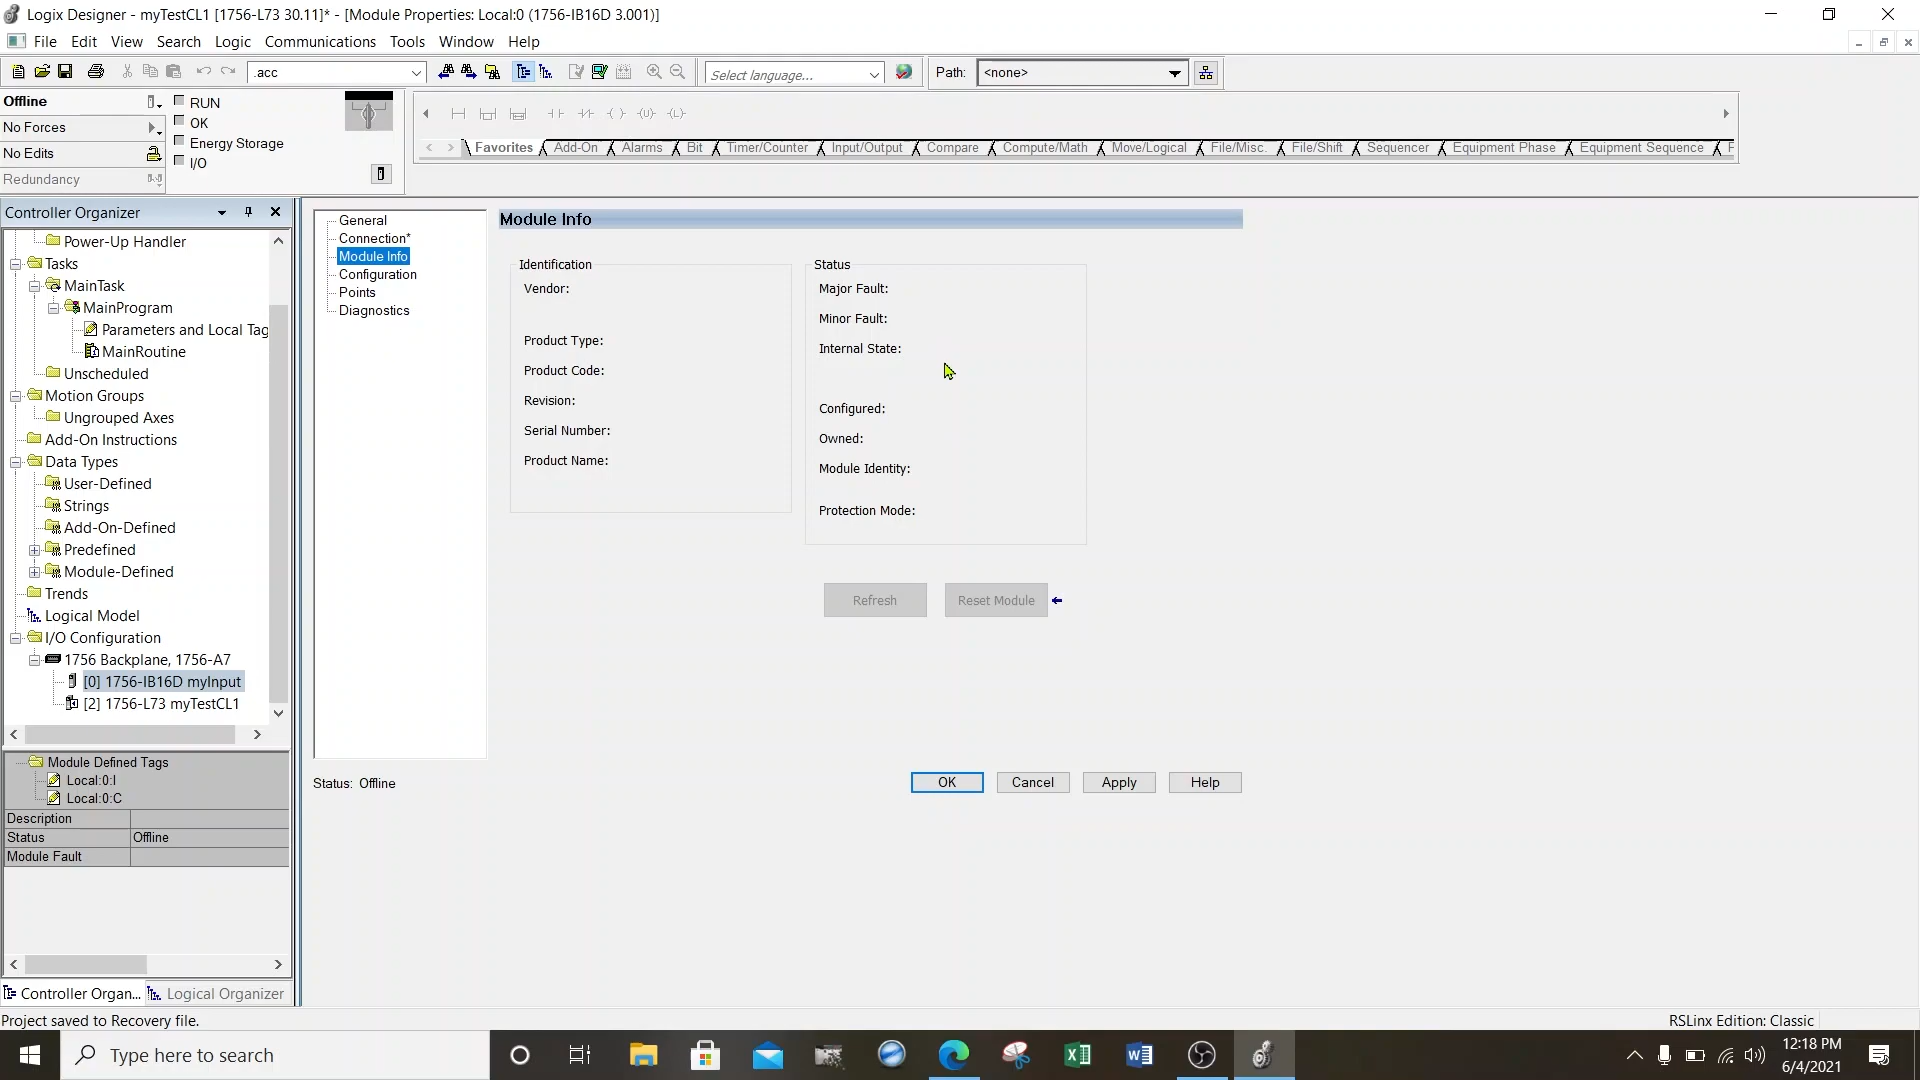 Logix Designer - myTestCL1 [1756-L73 30.11]* - [Module Properties: Local:0 (1756-IB16D 3.001)]
File Edit View Search Logic Communications Tools Window Help
.acc
Select language...
Path: <none>
Offline
No Forces
No Edits
Redundancy
RUN
OK
Energy Storage
I/O
Favorites Add-On Alarms Bit Timer/Counter Input/Output Compare Compute/Math Move/Logical File/Misc. File/Shift Sequencer Equipment Phase Equipment Sequence
Controller Organizer
Power-Up Handler
Tasks
MainTask
MainProgram
Parameters and Local Tag
MainRoutine
Unscheduled
Motion Groups
Ungrouped Axes
Add-On Instructions
Data Types
User-Defined
Strings
Add-On-Defined
Predefined
Module-Defined
Trends
Logical Model
I/O Configuration
1756 Backplane, 1756-A7
[0] 1756-IB16D myInput
[2] 1756-L73 myTestCL1
Module Defined Tags
Local:0:I
Local:0:C
Description
Status Offline
Module Fault
Controller Organ... Logical Organizer
General
Connection*
Module Info
Configuration
Points
Diagnostics
Module Info
Identification
Vendor:
Product Type:
Product Code:
Revision:
Serial Number:
Product Name:
Status
Major Fault:
Minor Fault:
Internal State:
Configured:
Owned:
Module Identity:
Protection Mode:
Refresh Reset Module
Status: Offline
OK Cancel Apply Help
Project saved to Recovery file.
RSLinx Edition: Classic
Type here to search
12:18 PM
6/4/2021